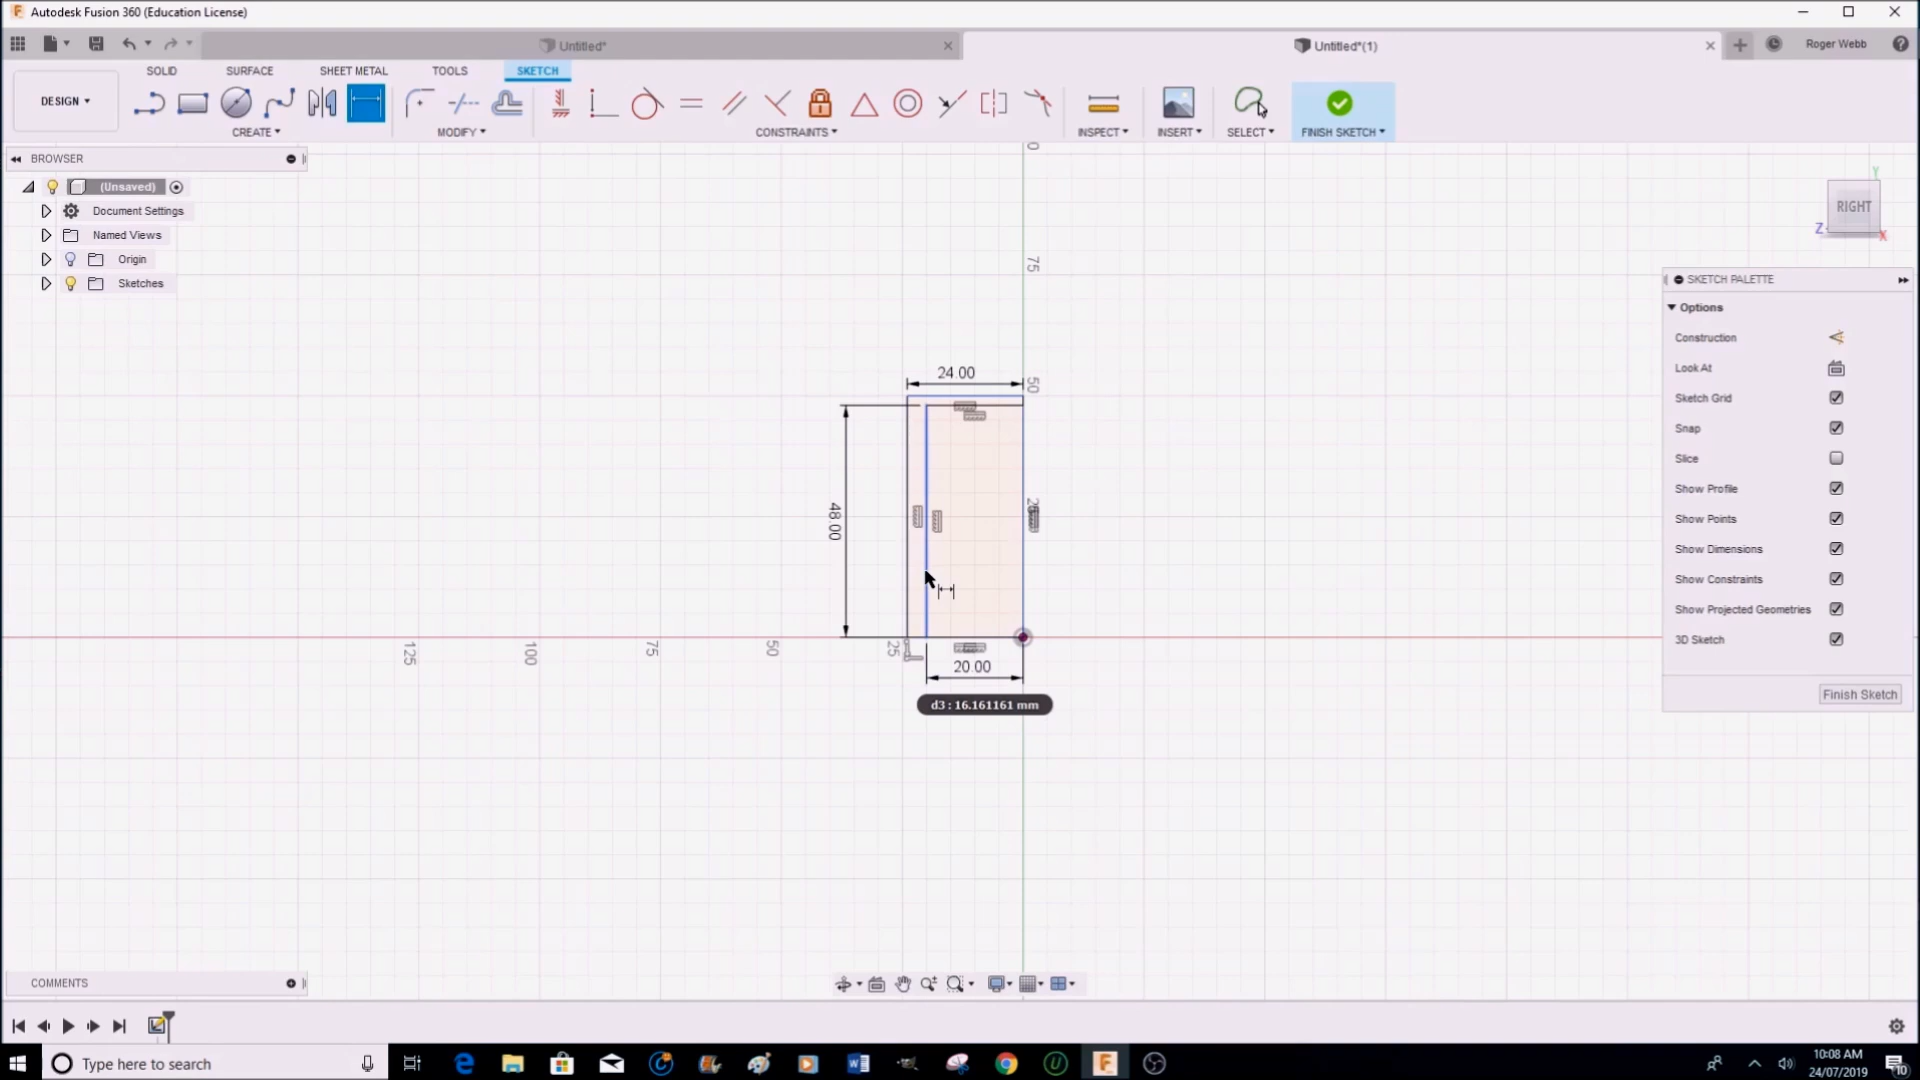 Autodesk Fusion 360 (Education License)
Untitled*
Untitled*(1)
Roger Webb
SOLID
SURFACE
SHEET METAL
TOOLS
SKETCH
DESIGN
CREATE
MODIFY
CONSTRAINTS
INSPECT
INSERT
SELECT
FINISH SKETCH
BROWSER
(Unsaved)
Document Settings
Named Views
Origin
Sketches
RIGHT
Y
Z
X
SKETCH PALETTE
Options
Construction
Look At
Sketch Grid
Snap
Slice
Show Profile
Show Points
Show Dimensions
Show Constraints
Show Projected Geometries
3D Sketch
Finish Sketch
0
75
50
24.00
48.00
125
100
75
50
25
20.00
d3 : 16.161161 mm
COMMENTS
Type here to search
10:08 AM
24/07/2019
10